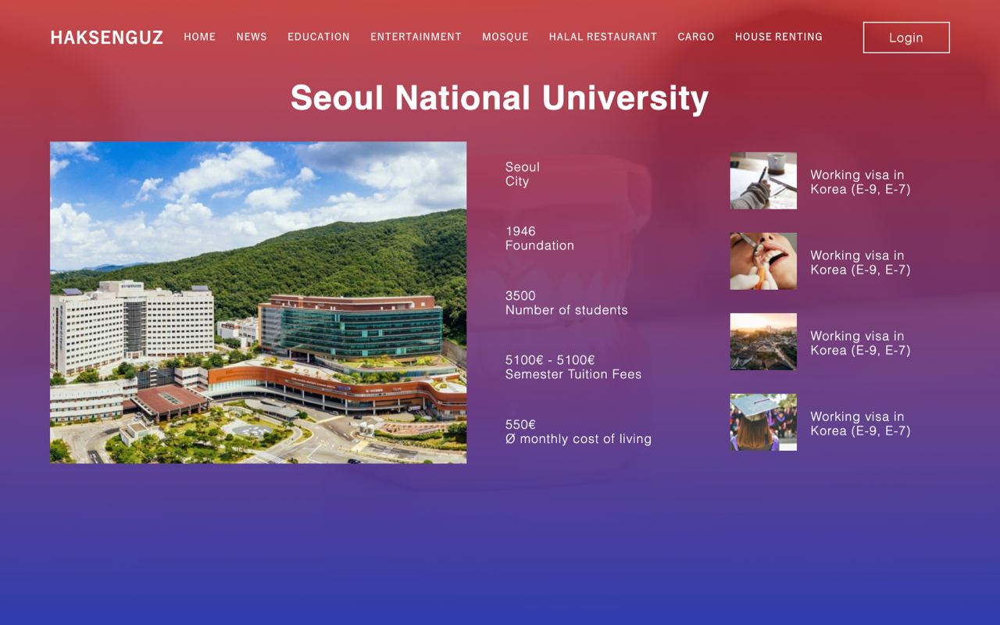 HAKSENGUZ HOME NEWS EDUCATION ENTERTAINMENT MOSQUE HALAL RESTAURANT CARGO HOUSE RENTING Login
Seoul National University
Seoul
City
1946
Foundation
3500
Number of students
5100€ - 5100€
Semester Tuition Fees
550€
Ø monthly cost of living
Working visa in
Korea (E-9, E-7)
Working visa in
Korea (E-9, E-7)
Working visa in
Korea (E-9, E-7)
Working visa in
Korea (E-9, E-7)